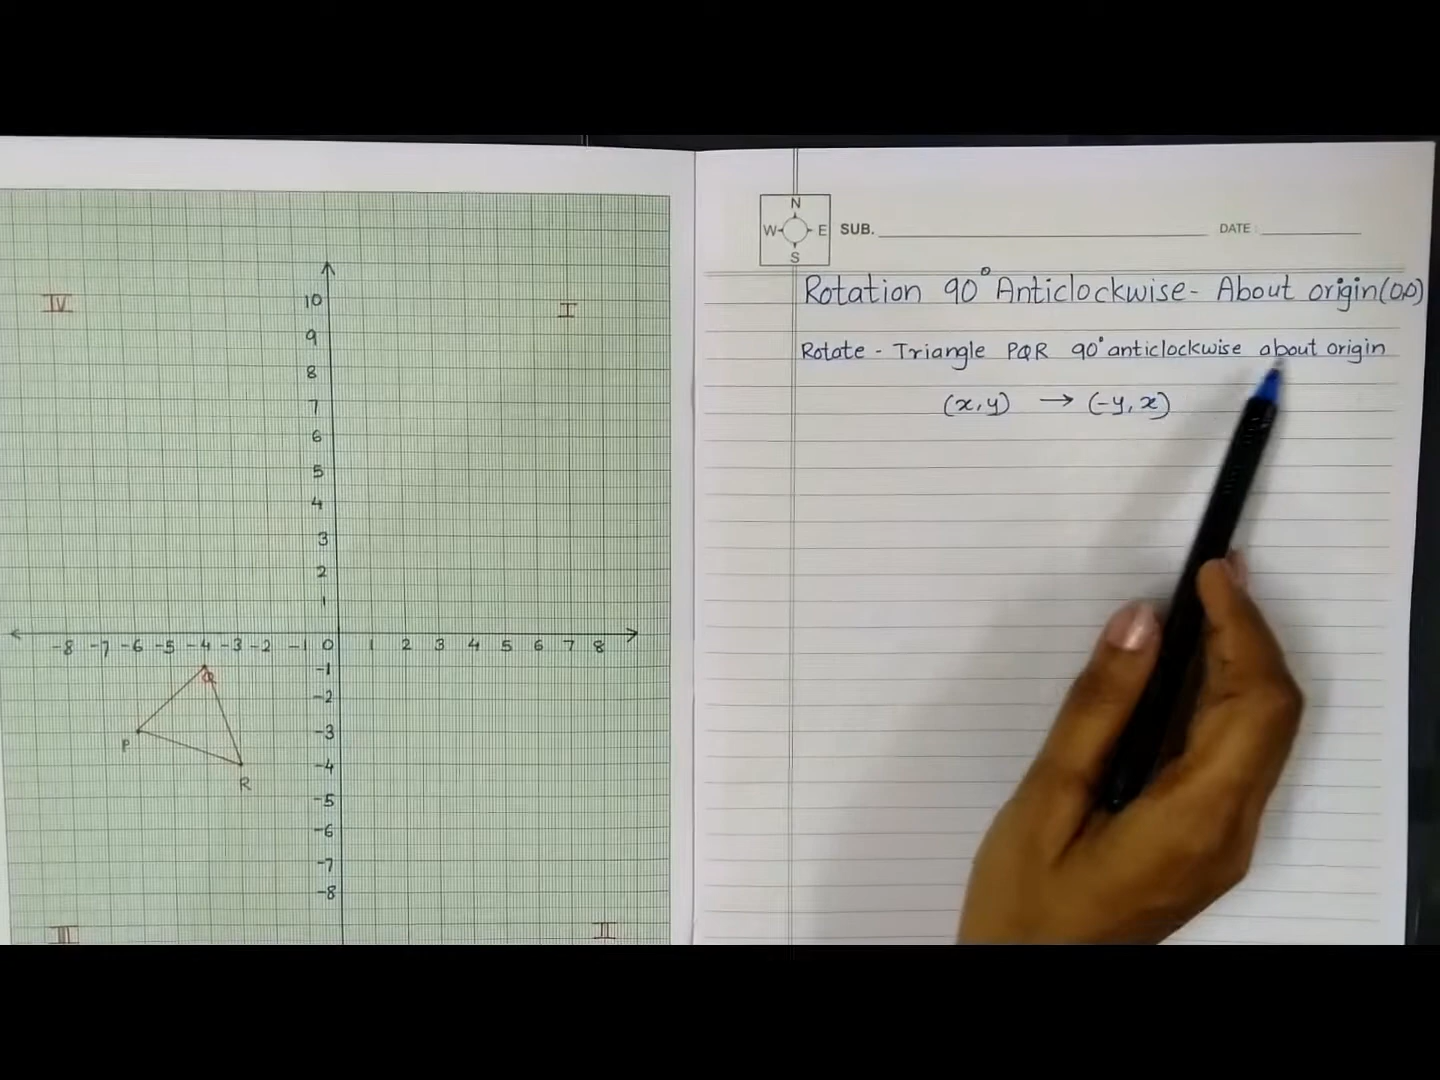 N
W E SUB. DATE :
S
Rotation 90° Anticlockwise - About origin (0,0)
Rotate - Triangle PQR 90° anticlockwise about origin
(x,y) → (-y, x)
IV
I
10
9
8
7
6
5
4
3
2
1
-8 -7 -6 -5 -4 -3 -2 -1 0 1 2 3 4 5 6 7 8
-1
Q
-2
-3
P
-4
R
-5
-6
-7
-8
III
II